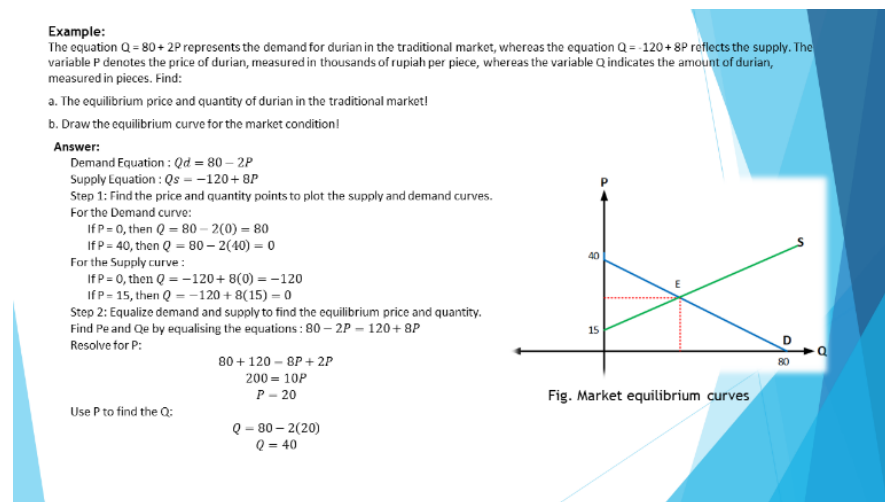 Example:
The equation Q = 80 + 2P represents the demand for durian in the traditional market, whereas the equation Q = -120 + 8P reflects the supply. The
variable P denotes the price of durian, measured in thousands of rupiah per piece, whereas the variable Q indicates the amount of durian,
measured in pieces. Find:
a. The equilibrium price and quantity of durian in the traditional market!
b. Draw the equilibrium curve for the market condition!
Answer:
Demand Equation : Qd = 80 – 2P
Supply Equation : Qs = −120 + 8P
Step 1: Find the price and quantity points to plot the supply and demand curves.
For the Demand curve:
If P = 0, then Q = 80 – 2(0) = 80
If P = 40, then Q = 80 – 2(40) = 0
For the Supply curve :
If P = 0, then Q = −120 + 8(0) = −120
If P = 15, then Q = −120 + 8(15) = 0
Step 2: Equalize demand and supply to find the equilibrium price and quantity.
Find Pe and Qe by equalising the equations : 80 – 2P = 120 + 8P
Resolve for P:
80 + 120 = 8P + 2P
200 = 10P
P = 20
Use P to find the Q:
Q = 80 – 2(20)
Q = 40
P
S
40
E
15
D
Q
80
Fig. Market equilibrium curves